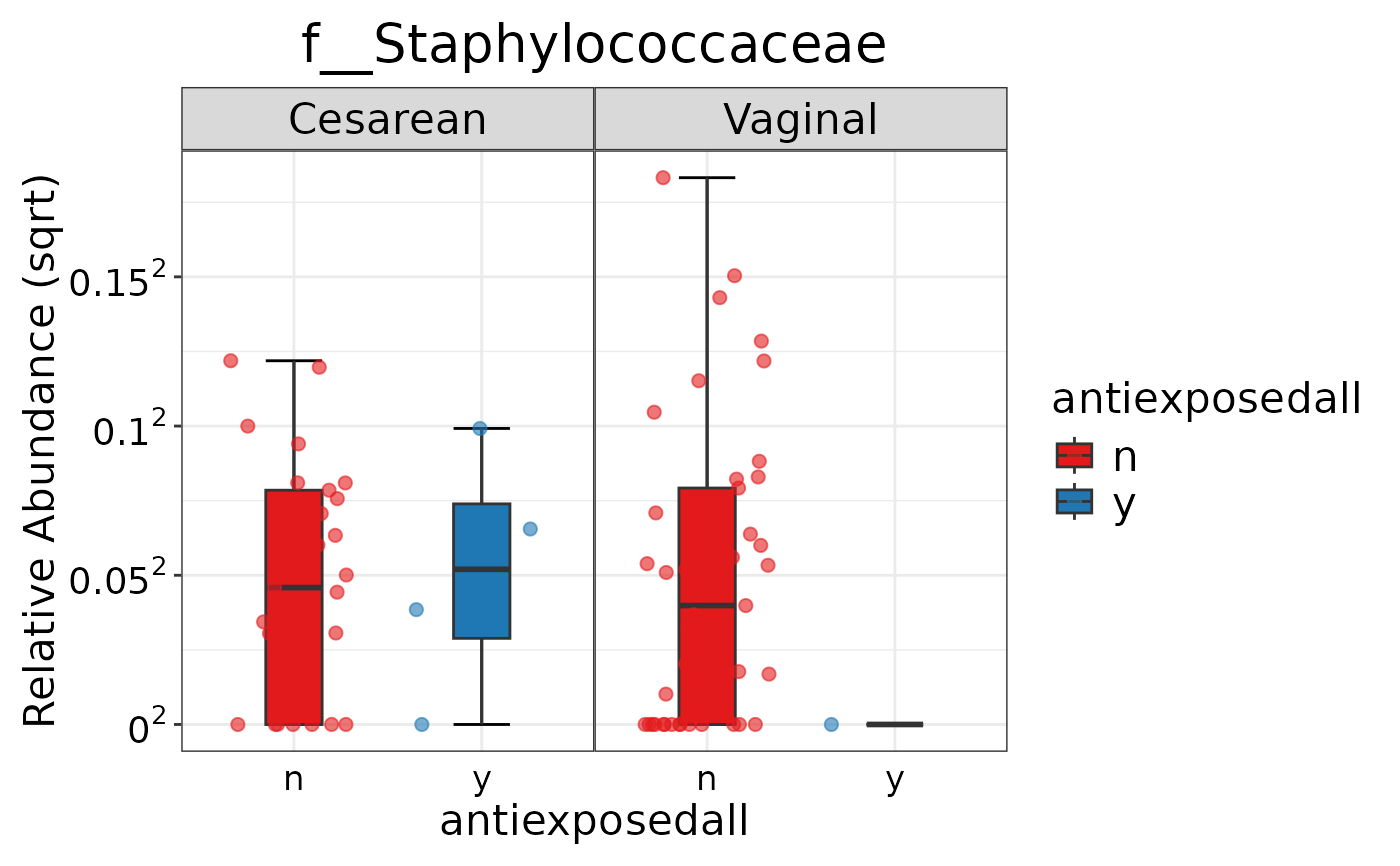 f__Staphylococcaceae
Cesarean
Vaginal
Relative Abundance (sqrt)
0.15²
0.1²
0.05²
0²
n
y
n
y
antiexposedall
antiexposedall
n
y